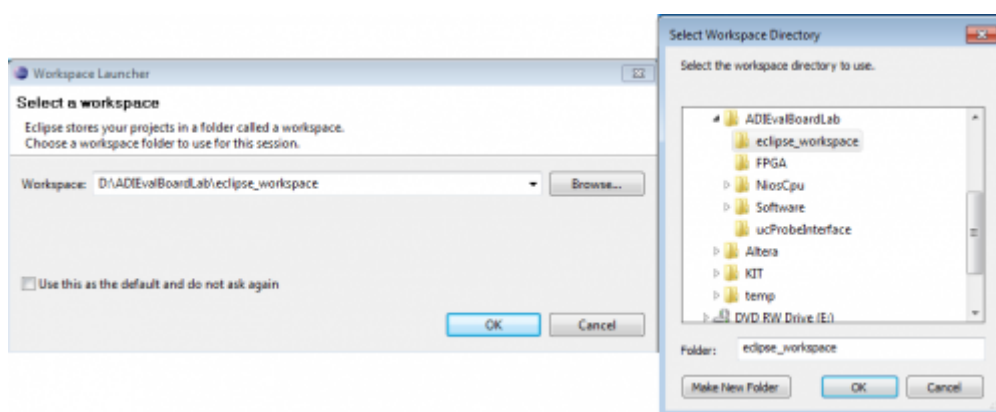 Workspace Launcher
Select a workspace
Eclipse stores your projects in a folder called a workspace.
Choose a workspace folder to use for this session.
Workspace: D:\ADIEvalBoardLab\eclipse_workspace Browse...
Use this as the default and do not ask again
OK Cancel
Select Workspace Directory
Select the workspace directory to use.
ADIEvalBoardLab
eclipse_workspace
FPGA
NiosCpu
Software
ucProbeInterface
Altera
KIT
temp
DVD RW Drive (E:)
Folder: eclipse_workspace
Make New Folder OK Cancel